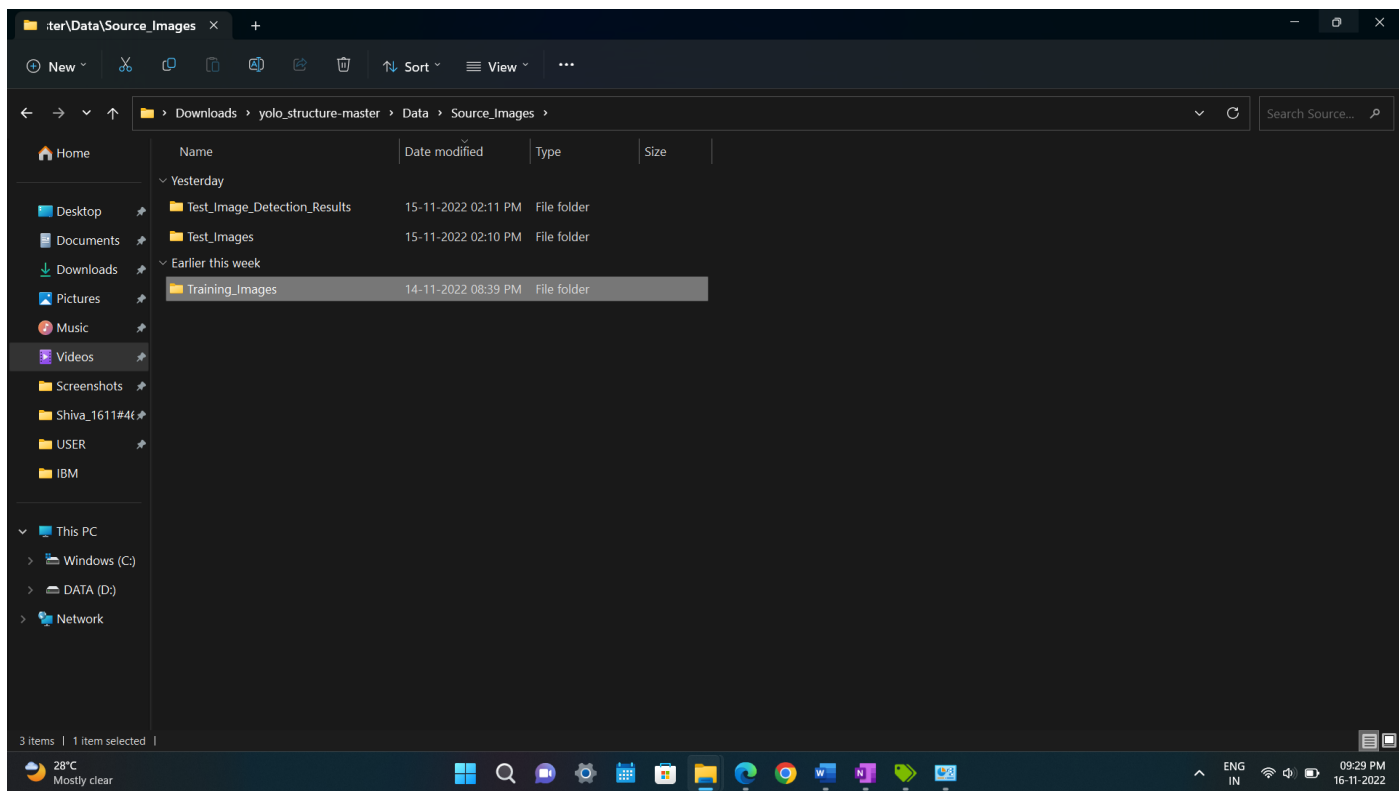 ter\Data\Source_Images
New
Sort
View
Downloads
yolo_structure-master
Data
Source_Images
Search Source...
Home
Name
Date modified
Type
Size
Yesterday
Test_Image_Detection_Results 15-11-2022 02:11 PM File folder
Test_Images 15-11-2022 02:10 PM File folder
Earlier this week
Training_Images 14-11-2022 08:39 PM File folder
Desktop
Documents
Downloads
Pictures
Music
Videos
Screenshots
Shiva_1611#4
USER
IBM
This PC
Windows (C:)
DATA (D:)
Network
3 items
1 item selected
28°C
Mostly clear
ENG
IN
09:29 PM
16-11-2022